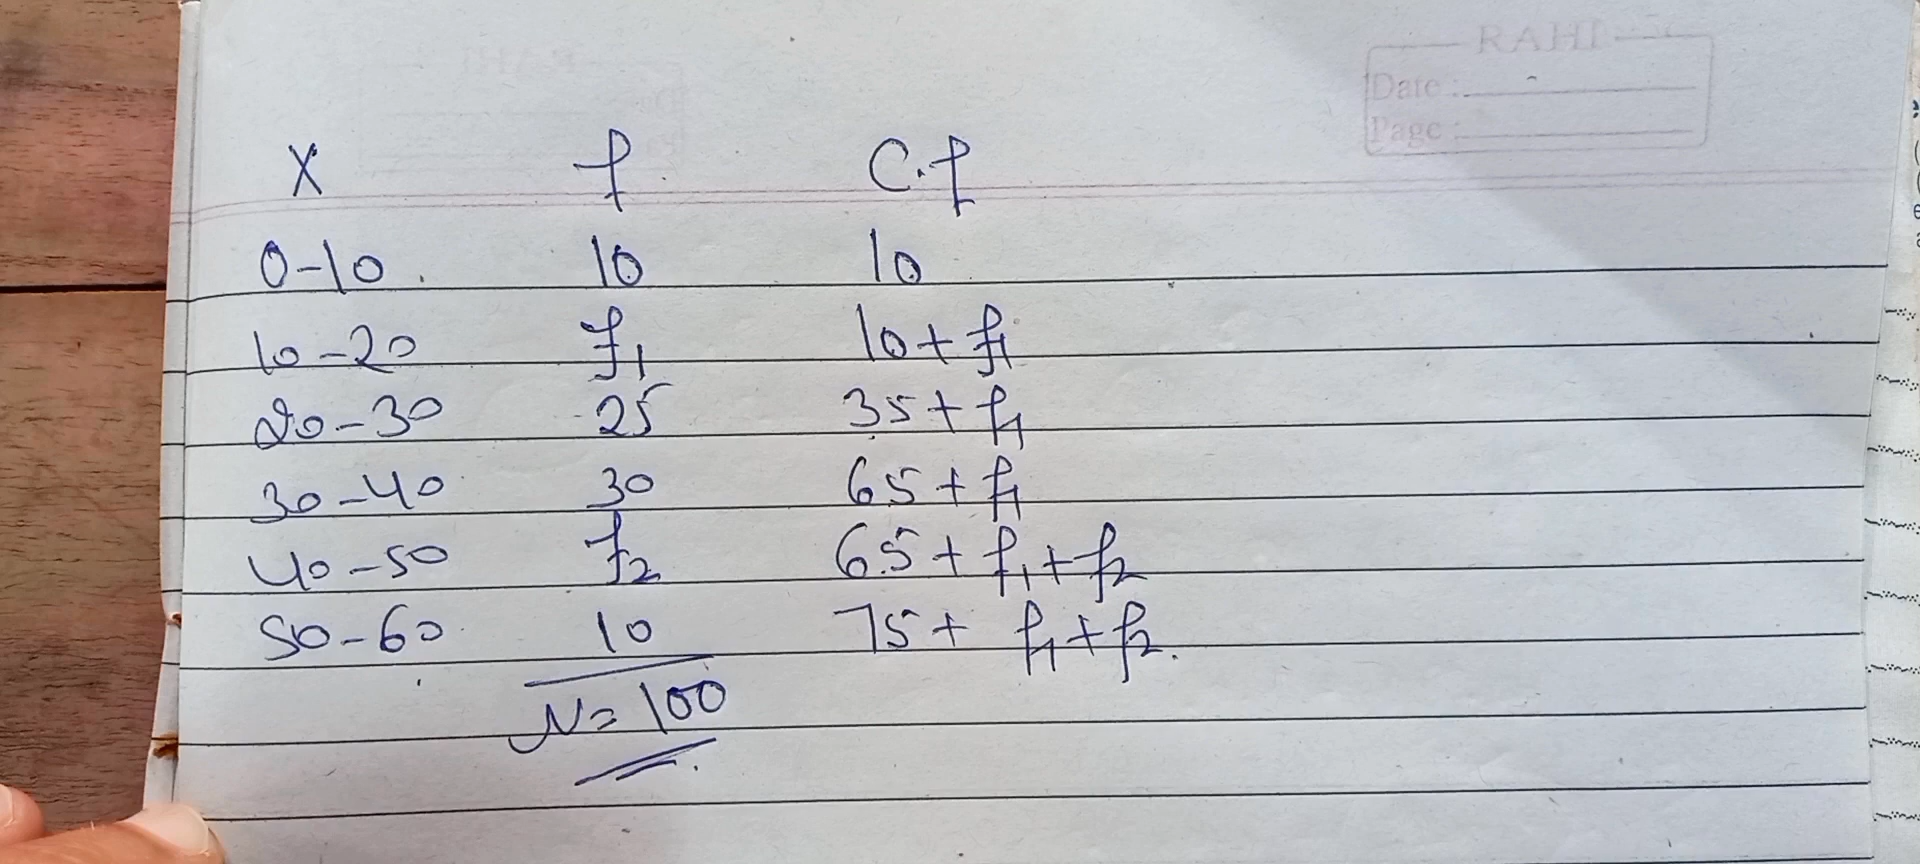 RAHI
Date :
Page :
X f C.f
0-10 10 10
10-20 f1 10+f1
20-30 25 35+f1
30-40 30 65+f1
40-50 f2 65+f1+f2
50-60 10 75+f1+f2.
N=100